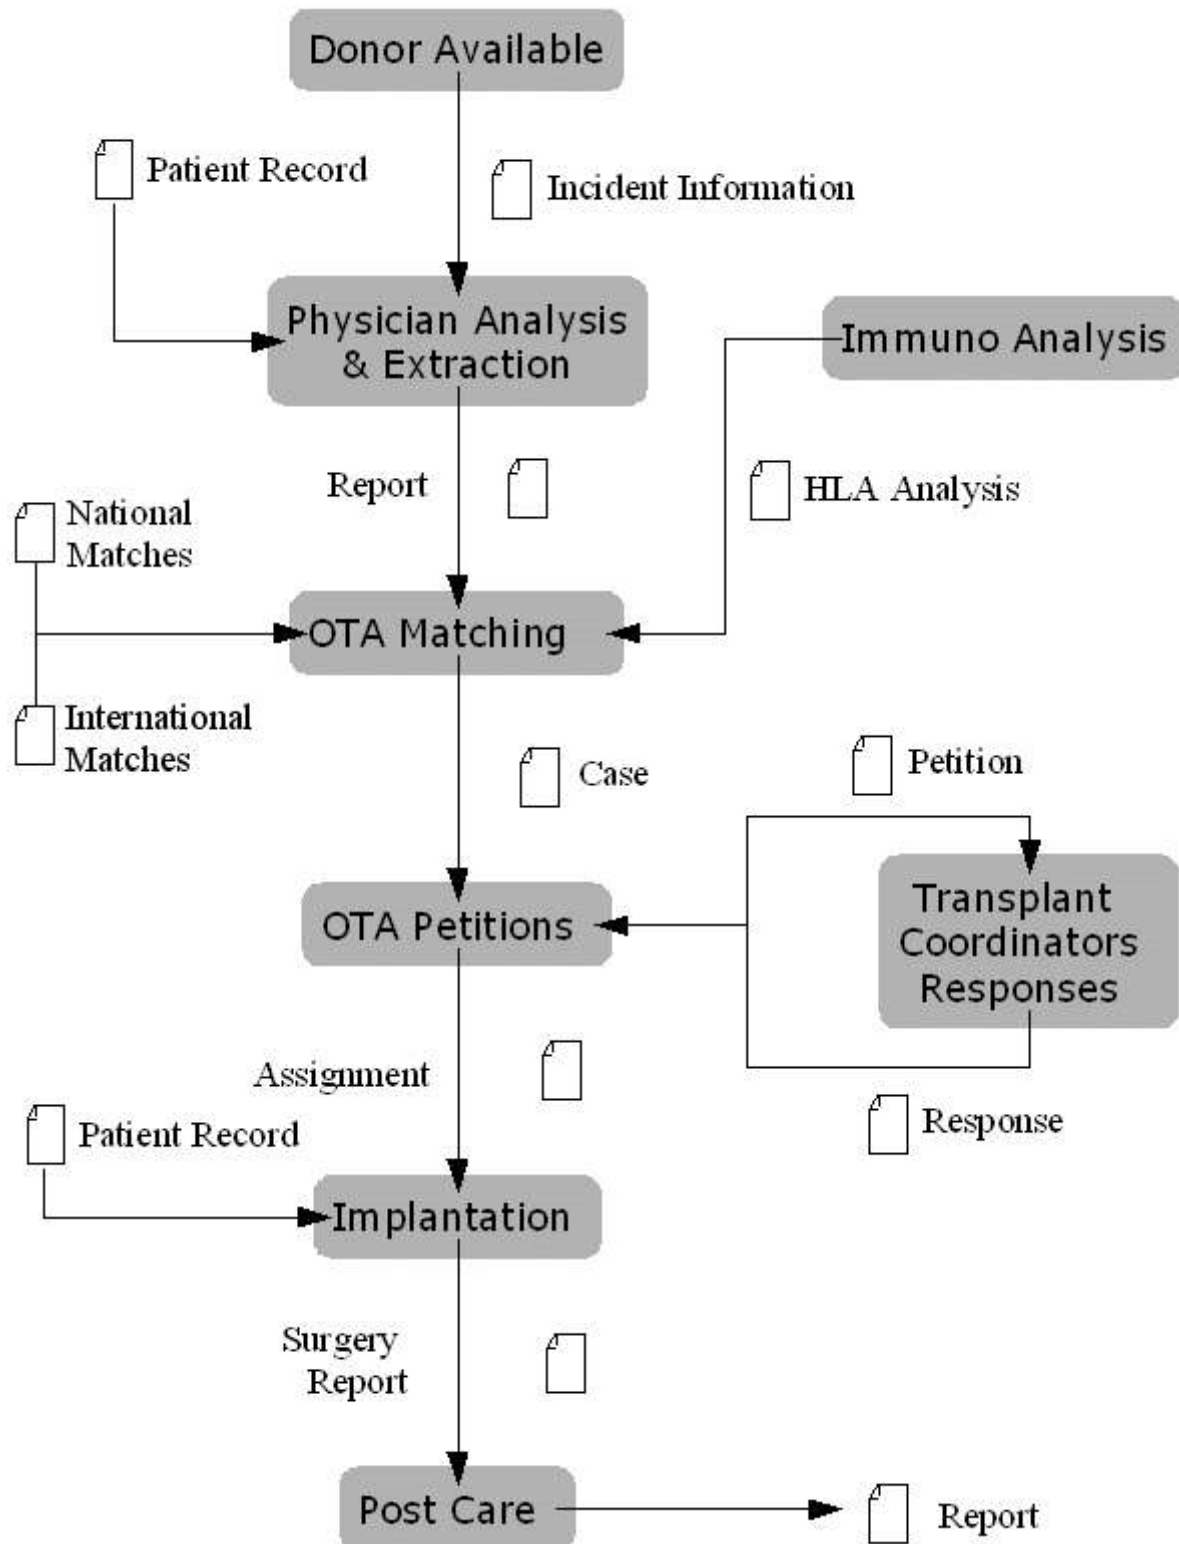 Donor Available
Patient Record
Incident Information
Physician Analysis
& Extraction
Immuno Analysis
Report
HLA Analysis
National
Matches
OTA Matching
International
Matches
Case
Petition
Transplant
Coordinators
Responses
OTA Petitions
Assignment
Response
Patient Record
Implantation
Surgery
Report
Post Care
Report